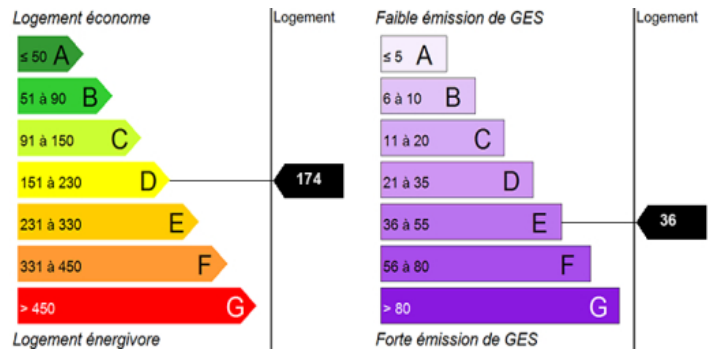 Logement économe
Logement
≤ 50 A
51 à 90 B
91 à 150 C
151 à 230 D
174
231 à 330 E
331 à 450 F
> 450 G
Logement énergivore
Faible émission de GES
Logement
≤ 5 A
6 à 10 B
11 à 20 C
21 à 35 D
36 à 55 E
36
56 à 80 F
> 80 G
Forte émission de GES